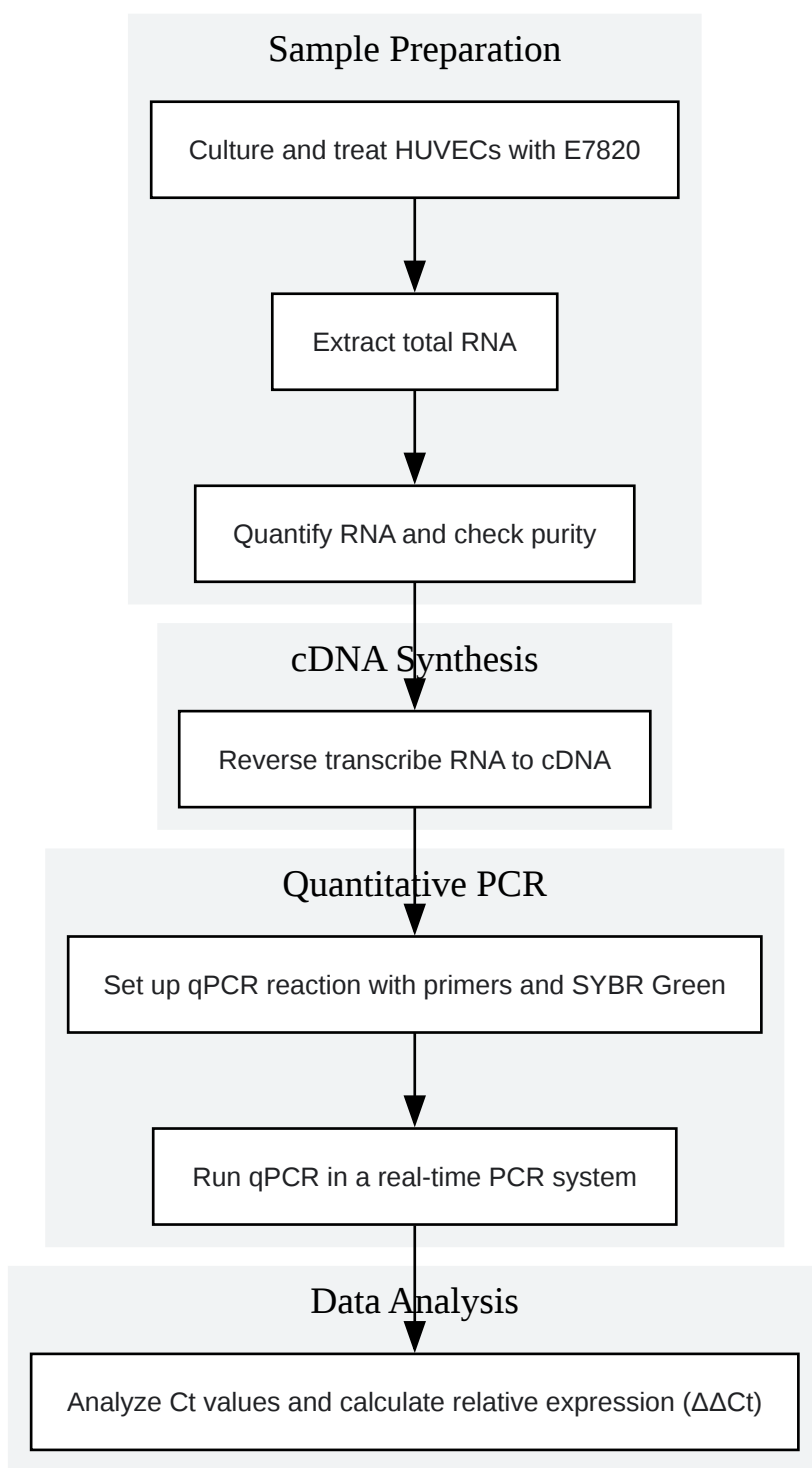 Sample Preparation
Culture and treat HUVECs with E7820
Extract total RNA
Quantify RNA and check purity
cDNA Synthesis
Reverse transcribe RNA to cDNA
Quantitative PCR
Set up qPCR reaction with primers and SYBR Green
Run qPCR in a real-time PCR system
Data Analysis
Analyze Ct values and calculate relative expression (ΔΔCt)